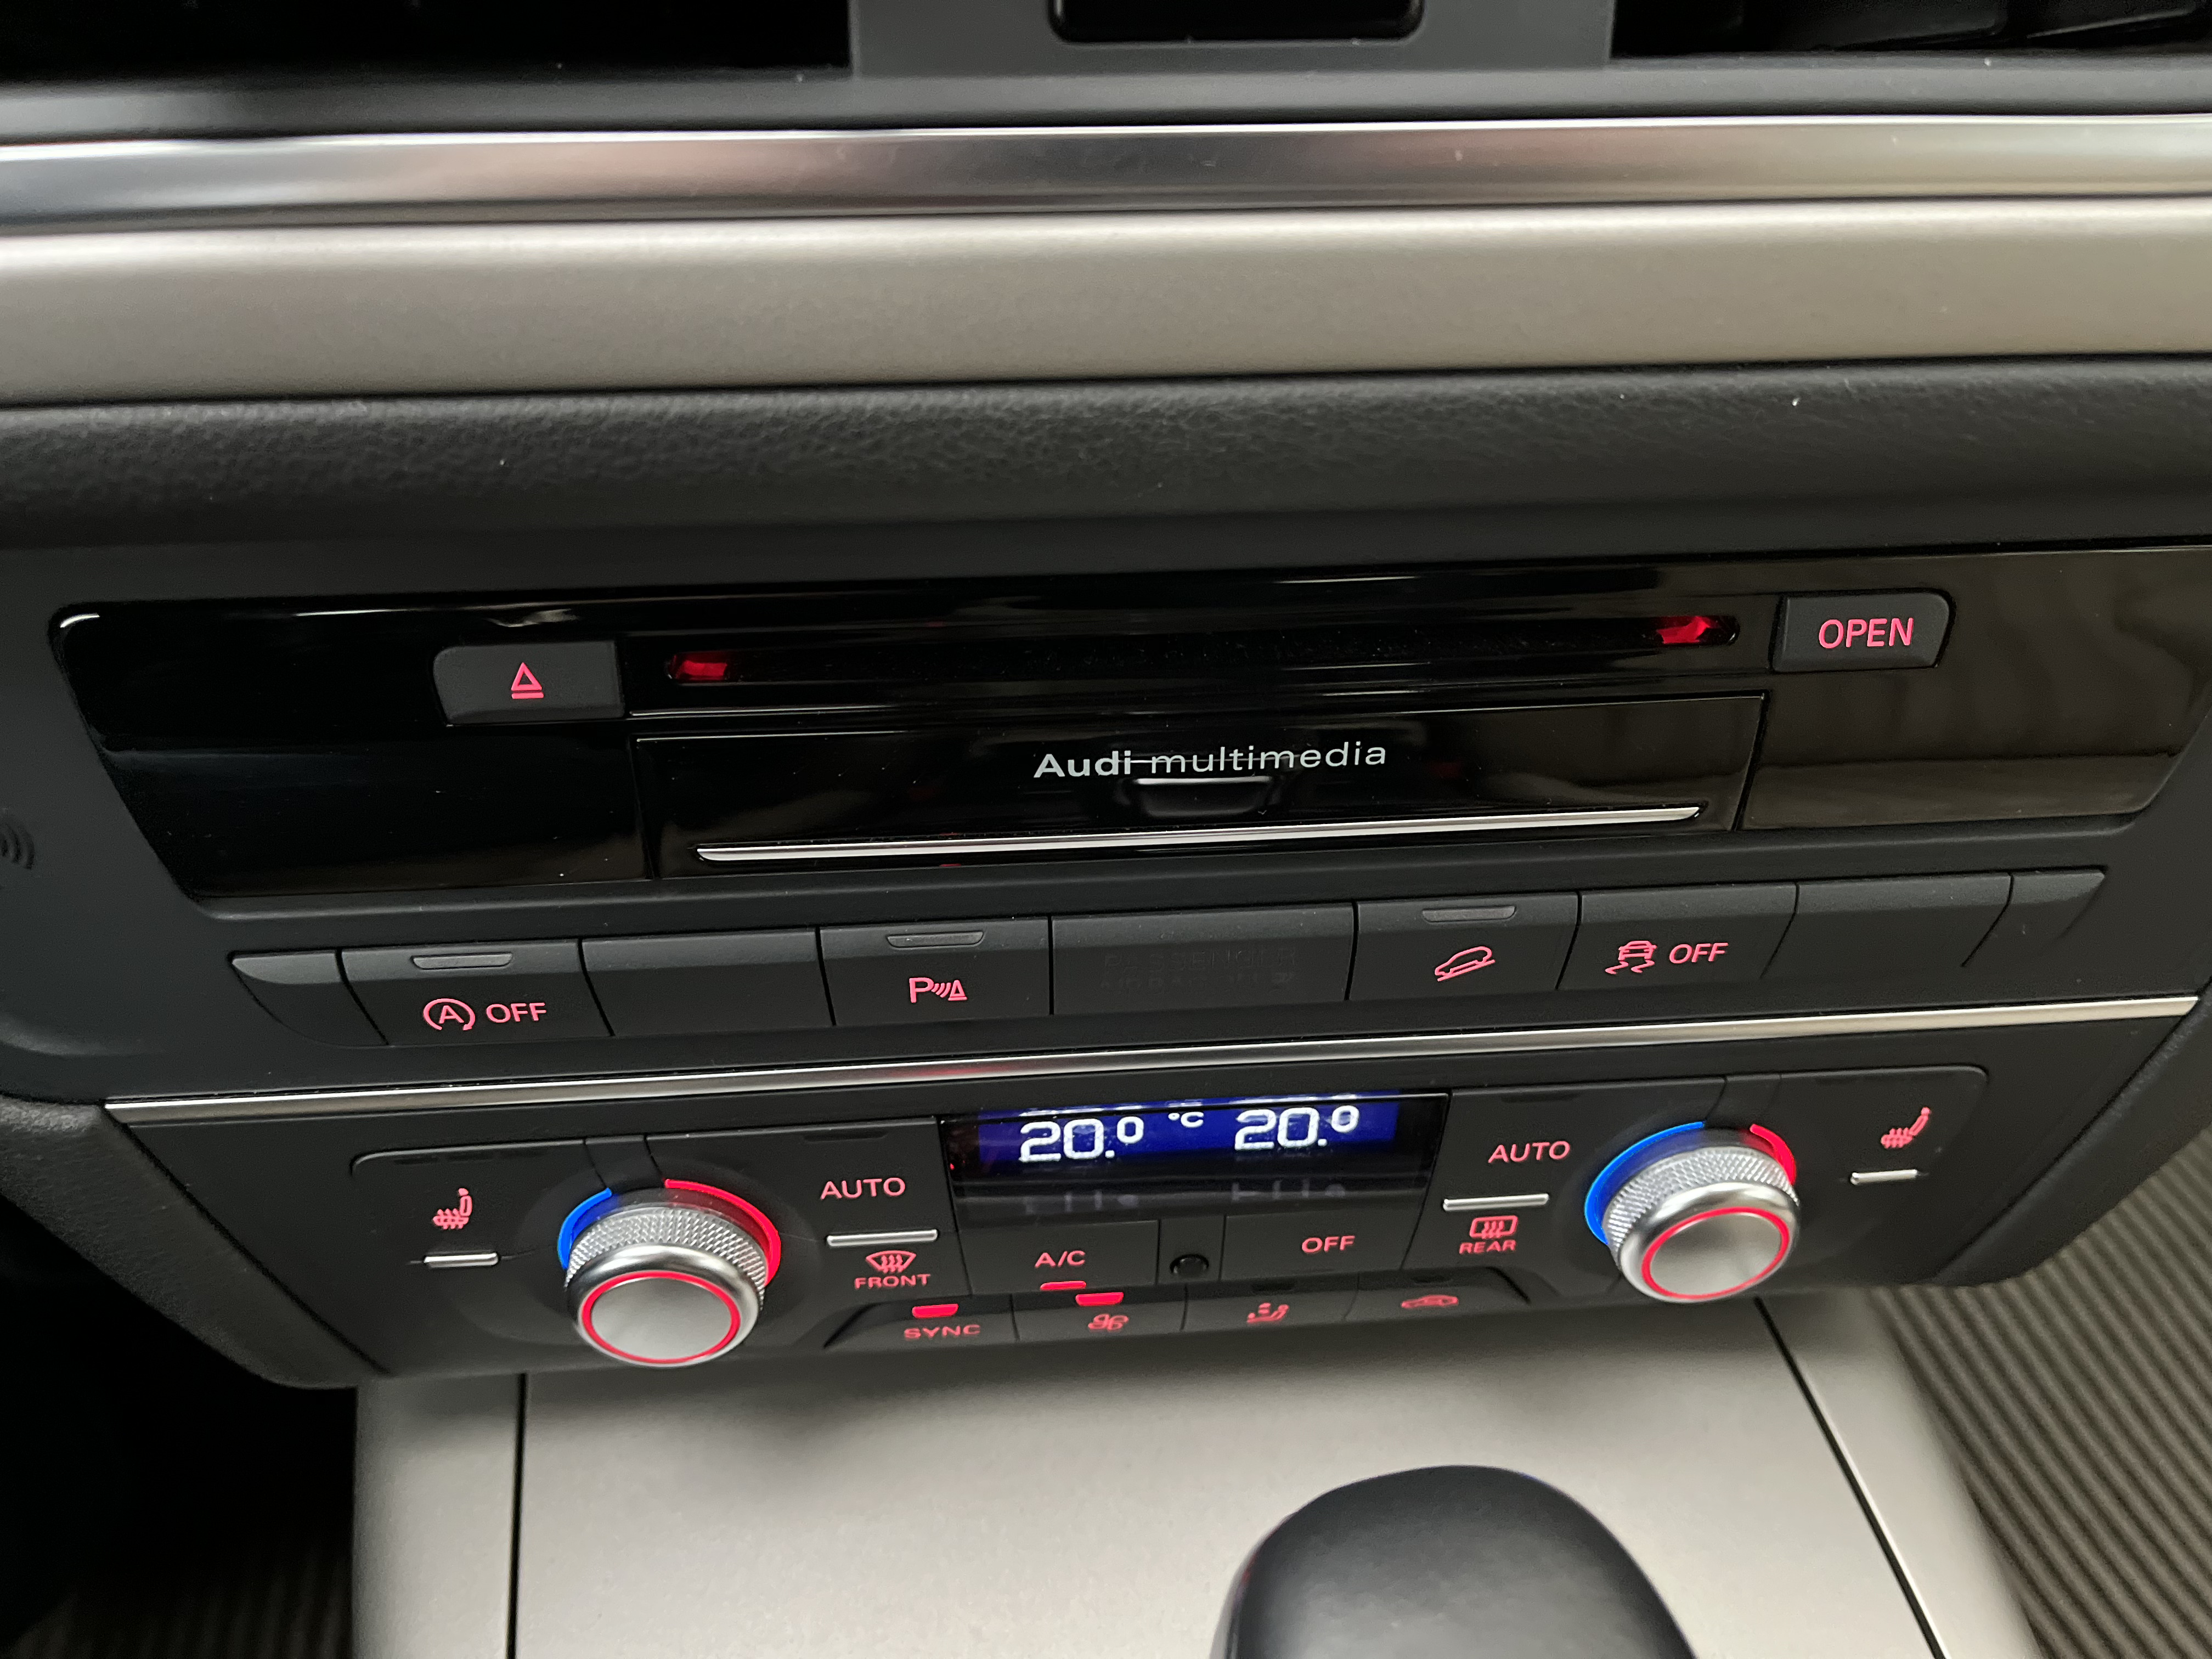 OPEN
Audi multimedia
A OFF
P
OFF
20.0 °C 20.0
AUTO
AUTO
FRONT
A/C
OFF
REAR
SYNC